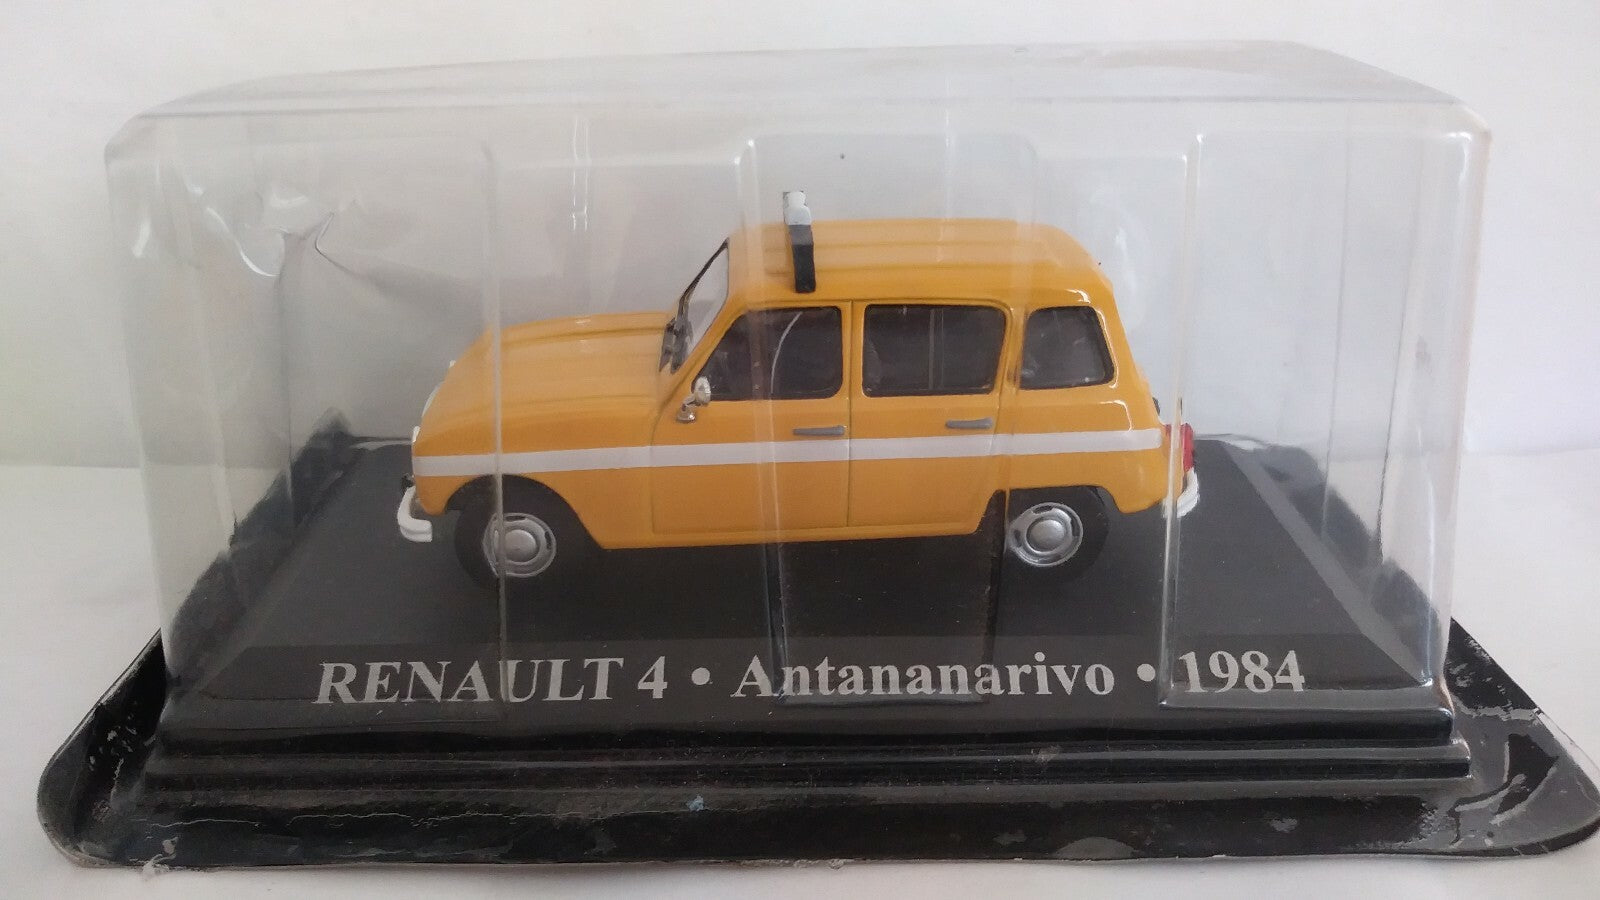 RENAULT 4 • Antananarivo • 1984